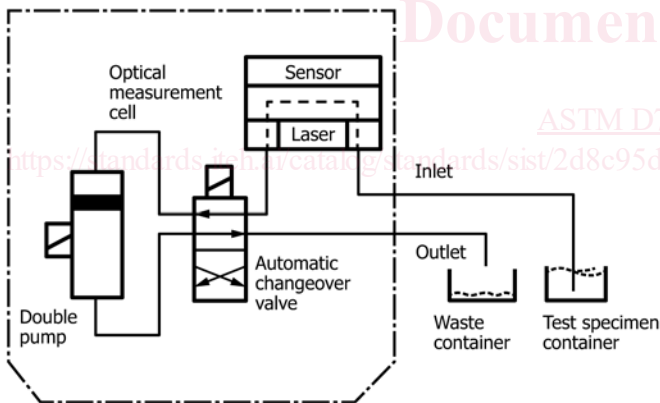 Documen
Optical
measurement
cell
Sensor
Laser
ASTM D
https://standards.iteh.ai/catalog/standards/sist/2d8c95d
Inlet
Outlet
Automatic
changeover
valve
Double
pump
Waste
container
Test specimen
container